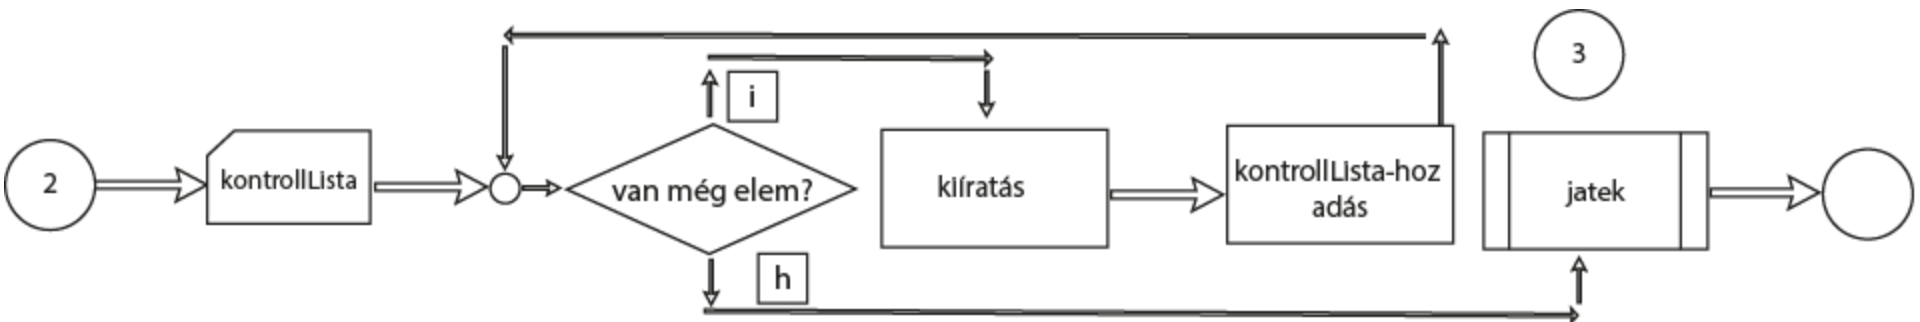 2
kontrollLista
van még elem?
i
h
kiíratás
kontrollLista-hoz
adás
3
jatek